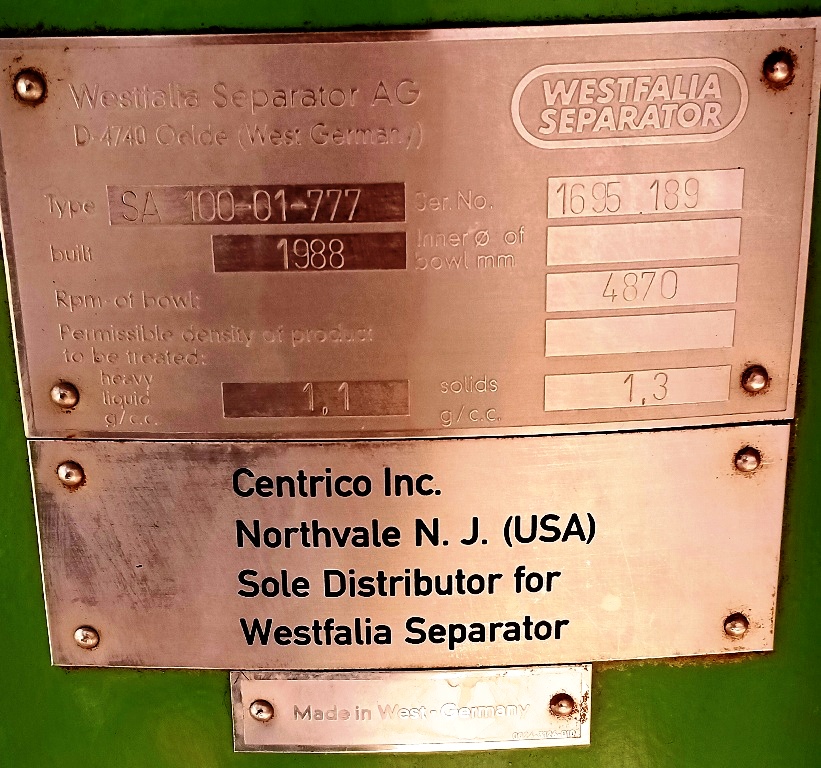 Westfalia Separator AG
D-4740 Oelde (West Germany)
WESTFALIA
SEPARATOR
Type SA 100-01-777 Ser. No. 1695 189
built 1988 Inner Ø of
bowl mm
Rpm of bowl: 4870
Permissible density of product
to be treated:
heavy
liquid
g/c.c. 1,1 solids
g/c.c. 1,3
Centrico Inc.
Northvale N. J. (USA)
Sole Distributor for
Westfalia Separator
Made in West-Germany